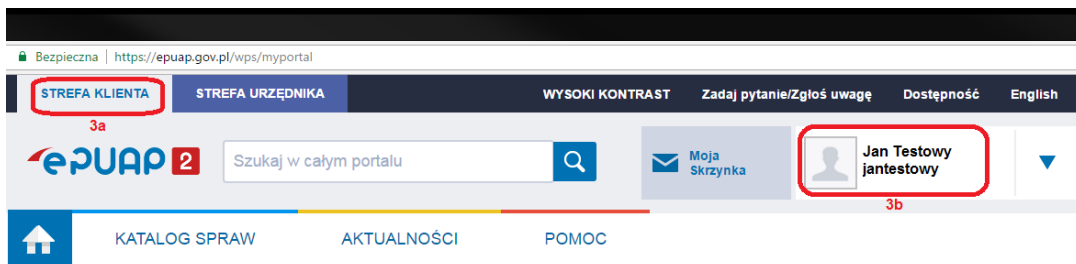 Bezpieczna | https://epuap.gov.pl/wps/myportal
STREFA KLIENTA STREFA URZĘDNIKA WYSOKI KONTRAST Zadaj pytanie/Zgłoś uwagę Dostępność English
3a
ePUAP 2 Szukaj w całym portalu
Moja
Skrzynka
Jan Testowy
jantestowy
3b
KATALOG SPRAW AKTUALNOŚCI POMOC